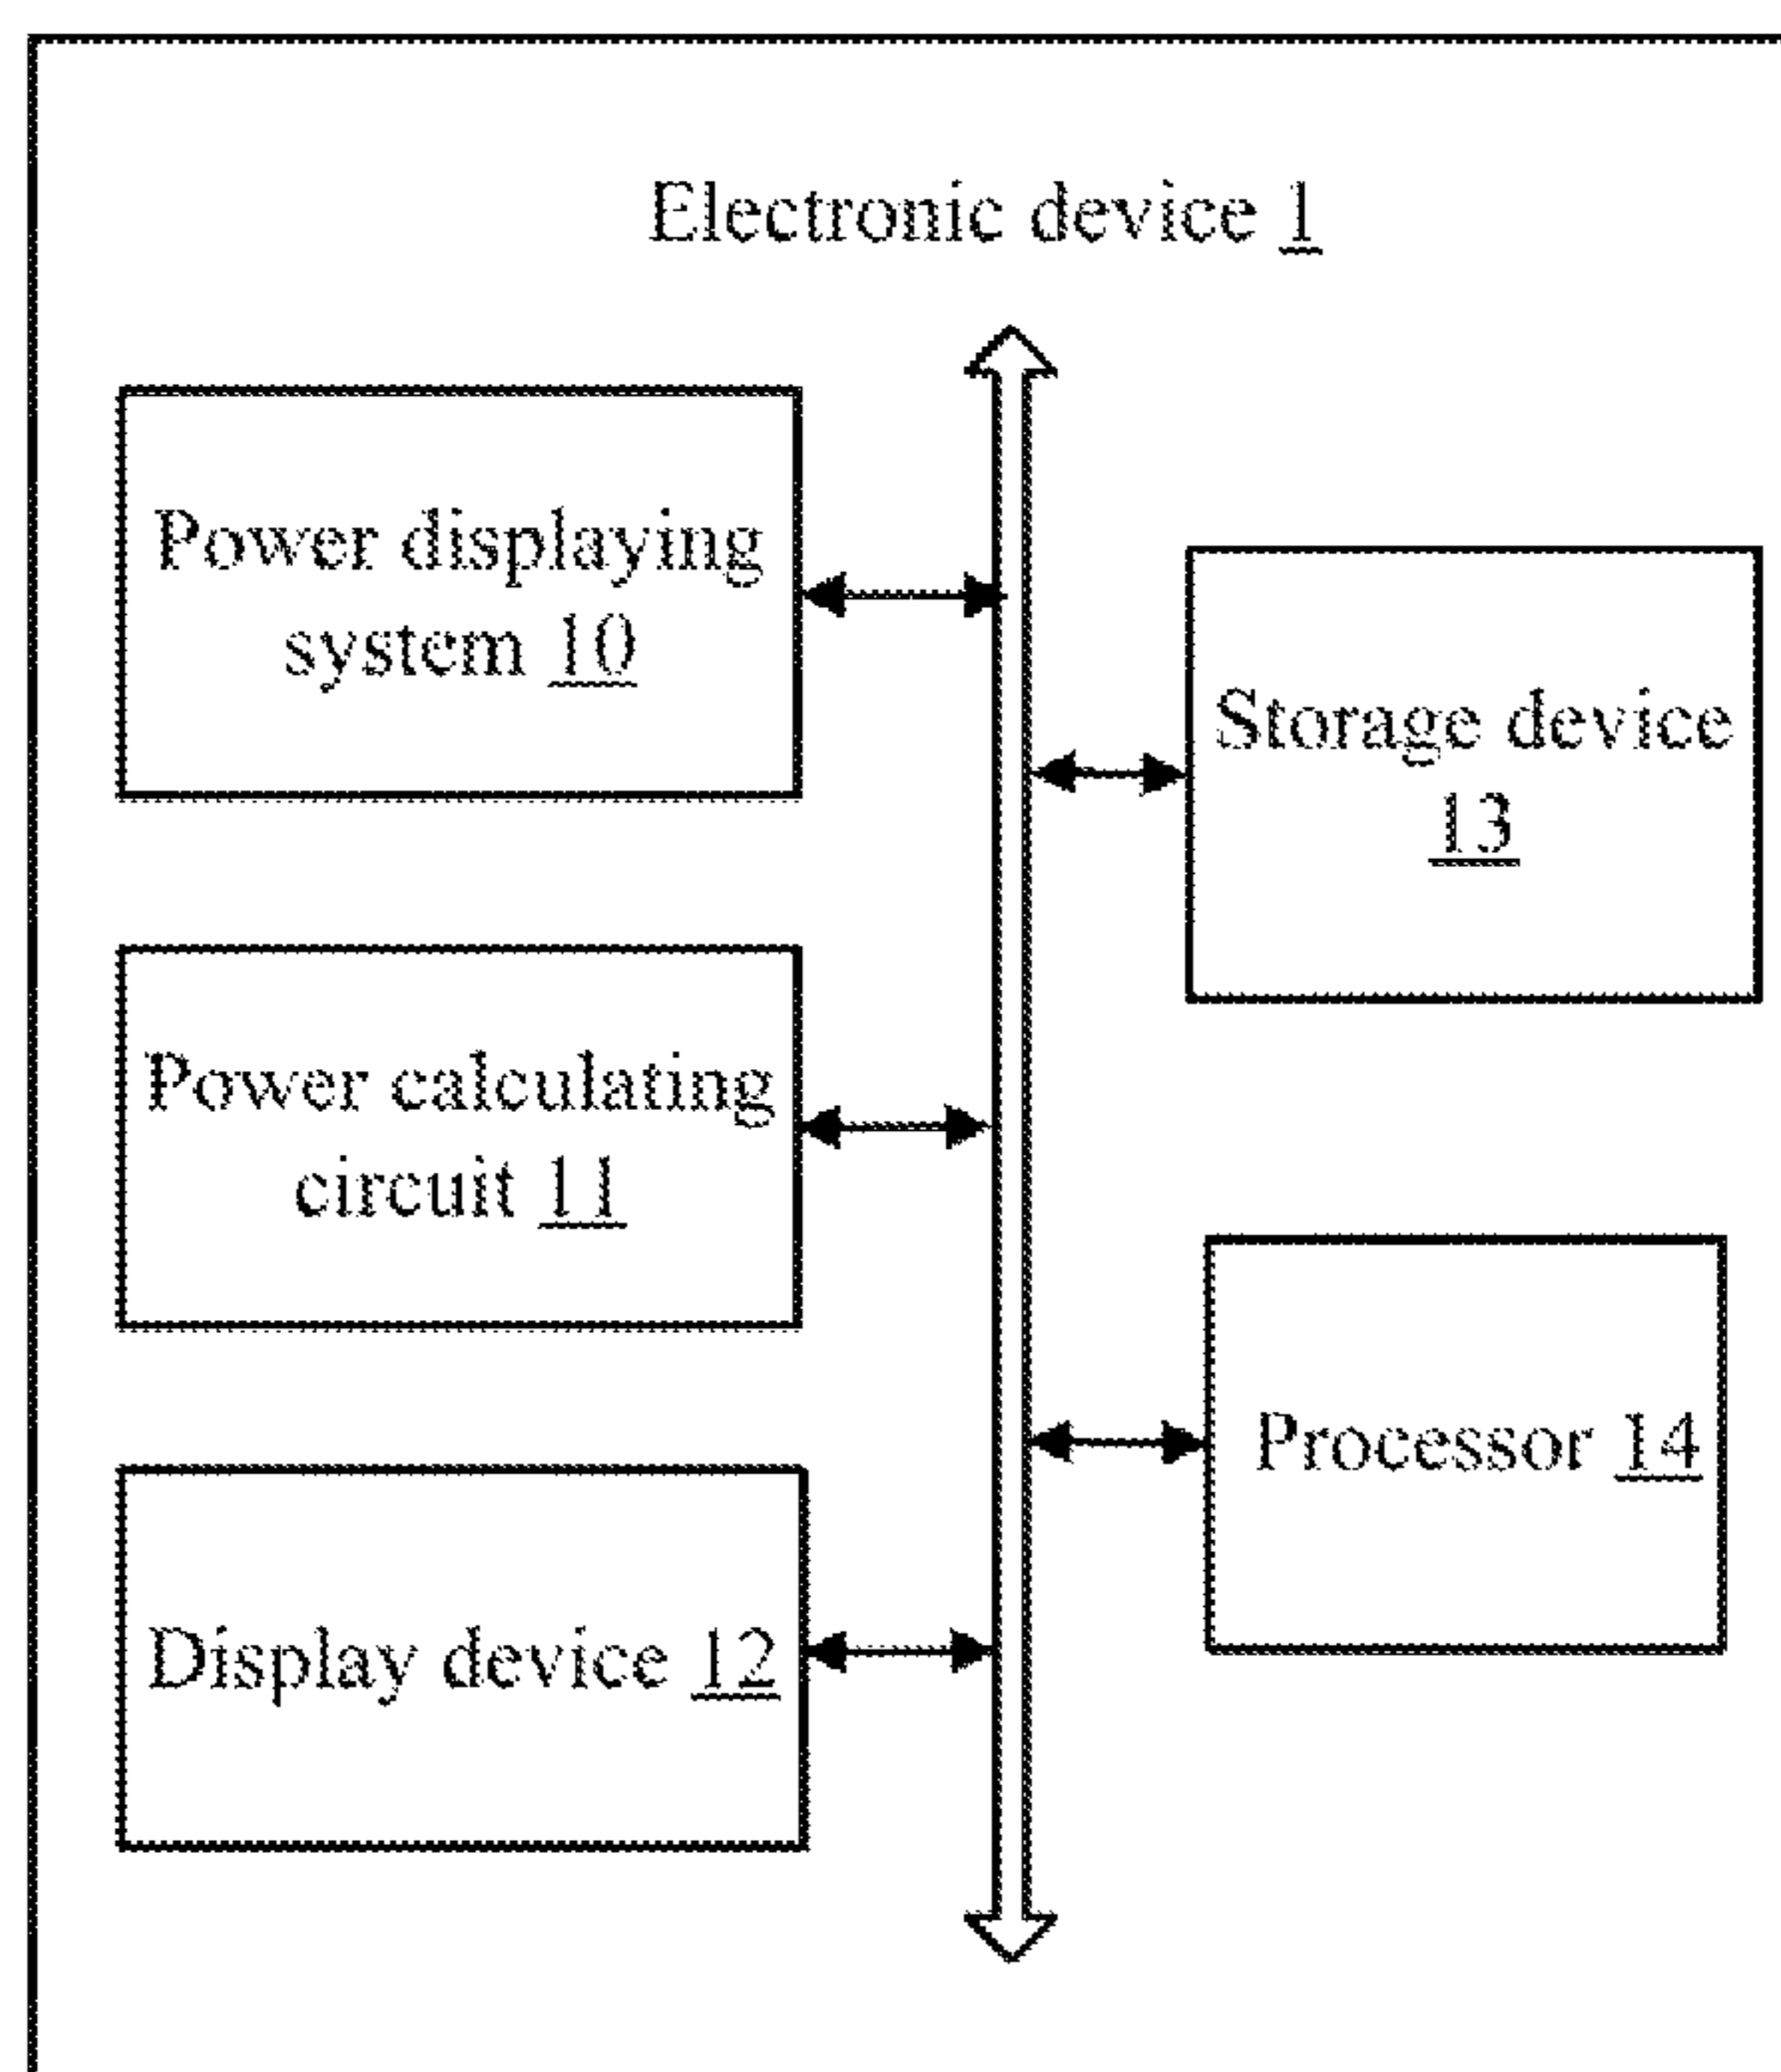 Electronic device 1
Power displaying
system 10
Storage device
13
Power calculating
circuit 11
Processor 14
Display device 12